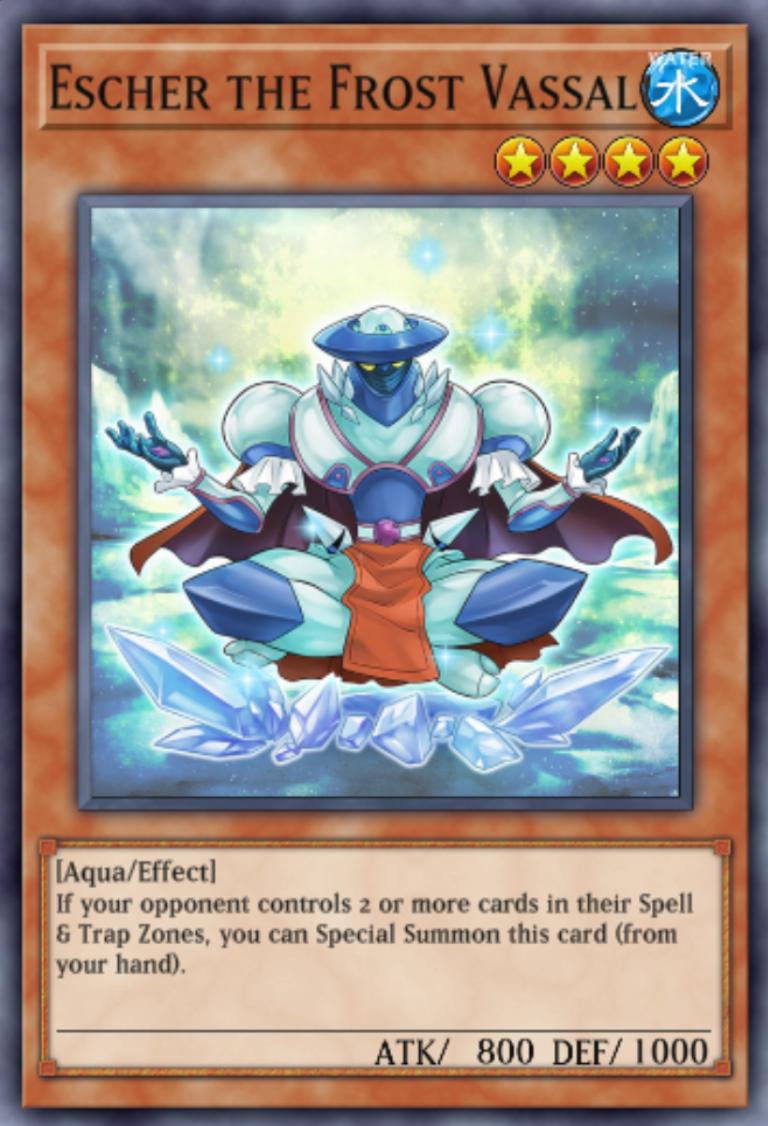 Escher the Frost Vassal
WATER
水
[Aqua/Effect]
If your opponent controls 2 or more cards in their Spell
& Trap Zones, you can Special Summon this card (from
your hand).
ATK/ 800 DEF/ 1000